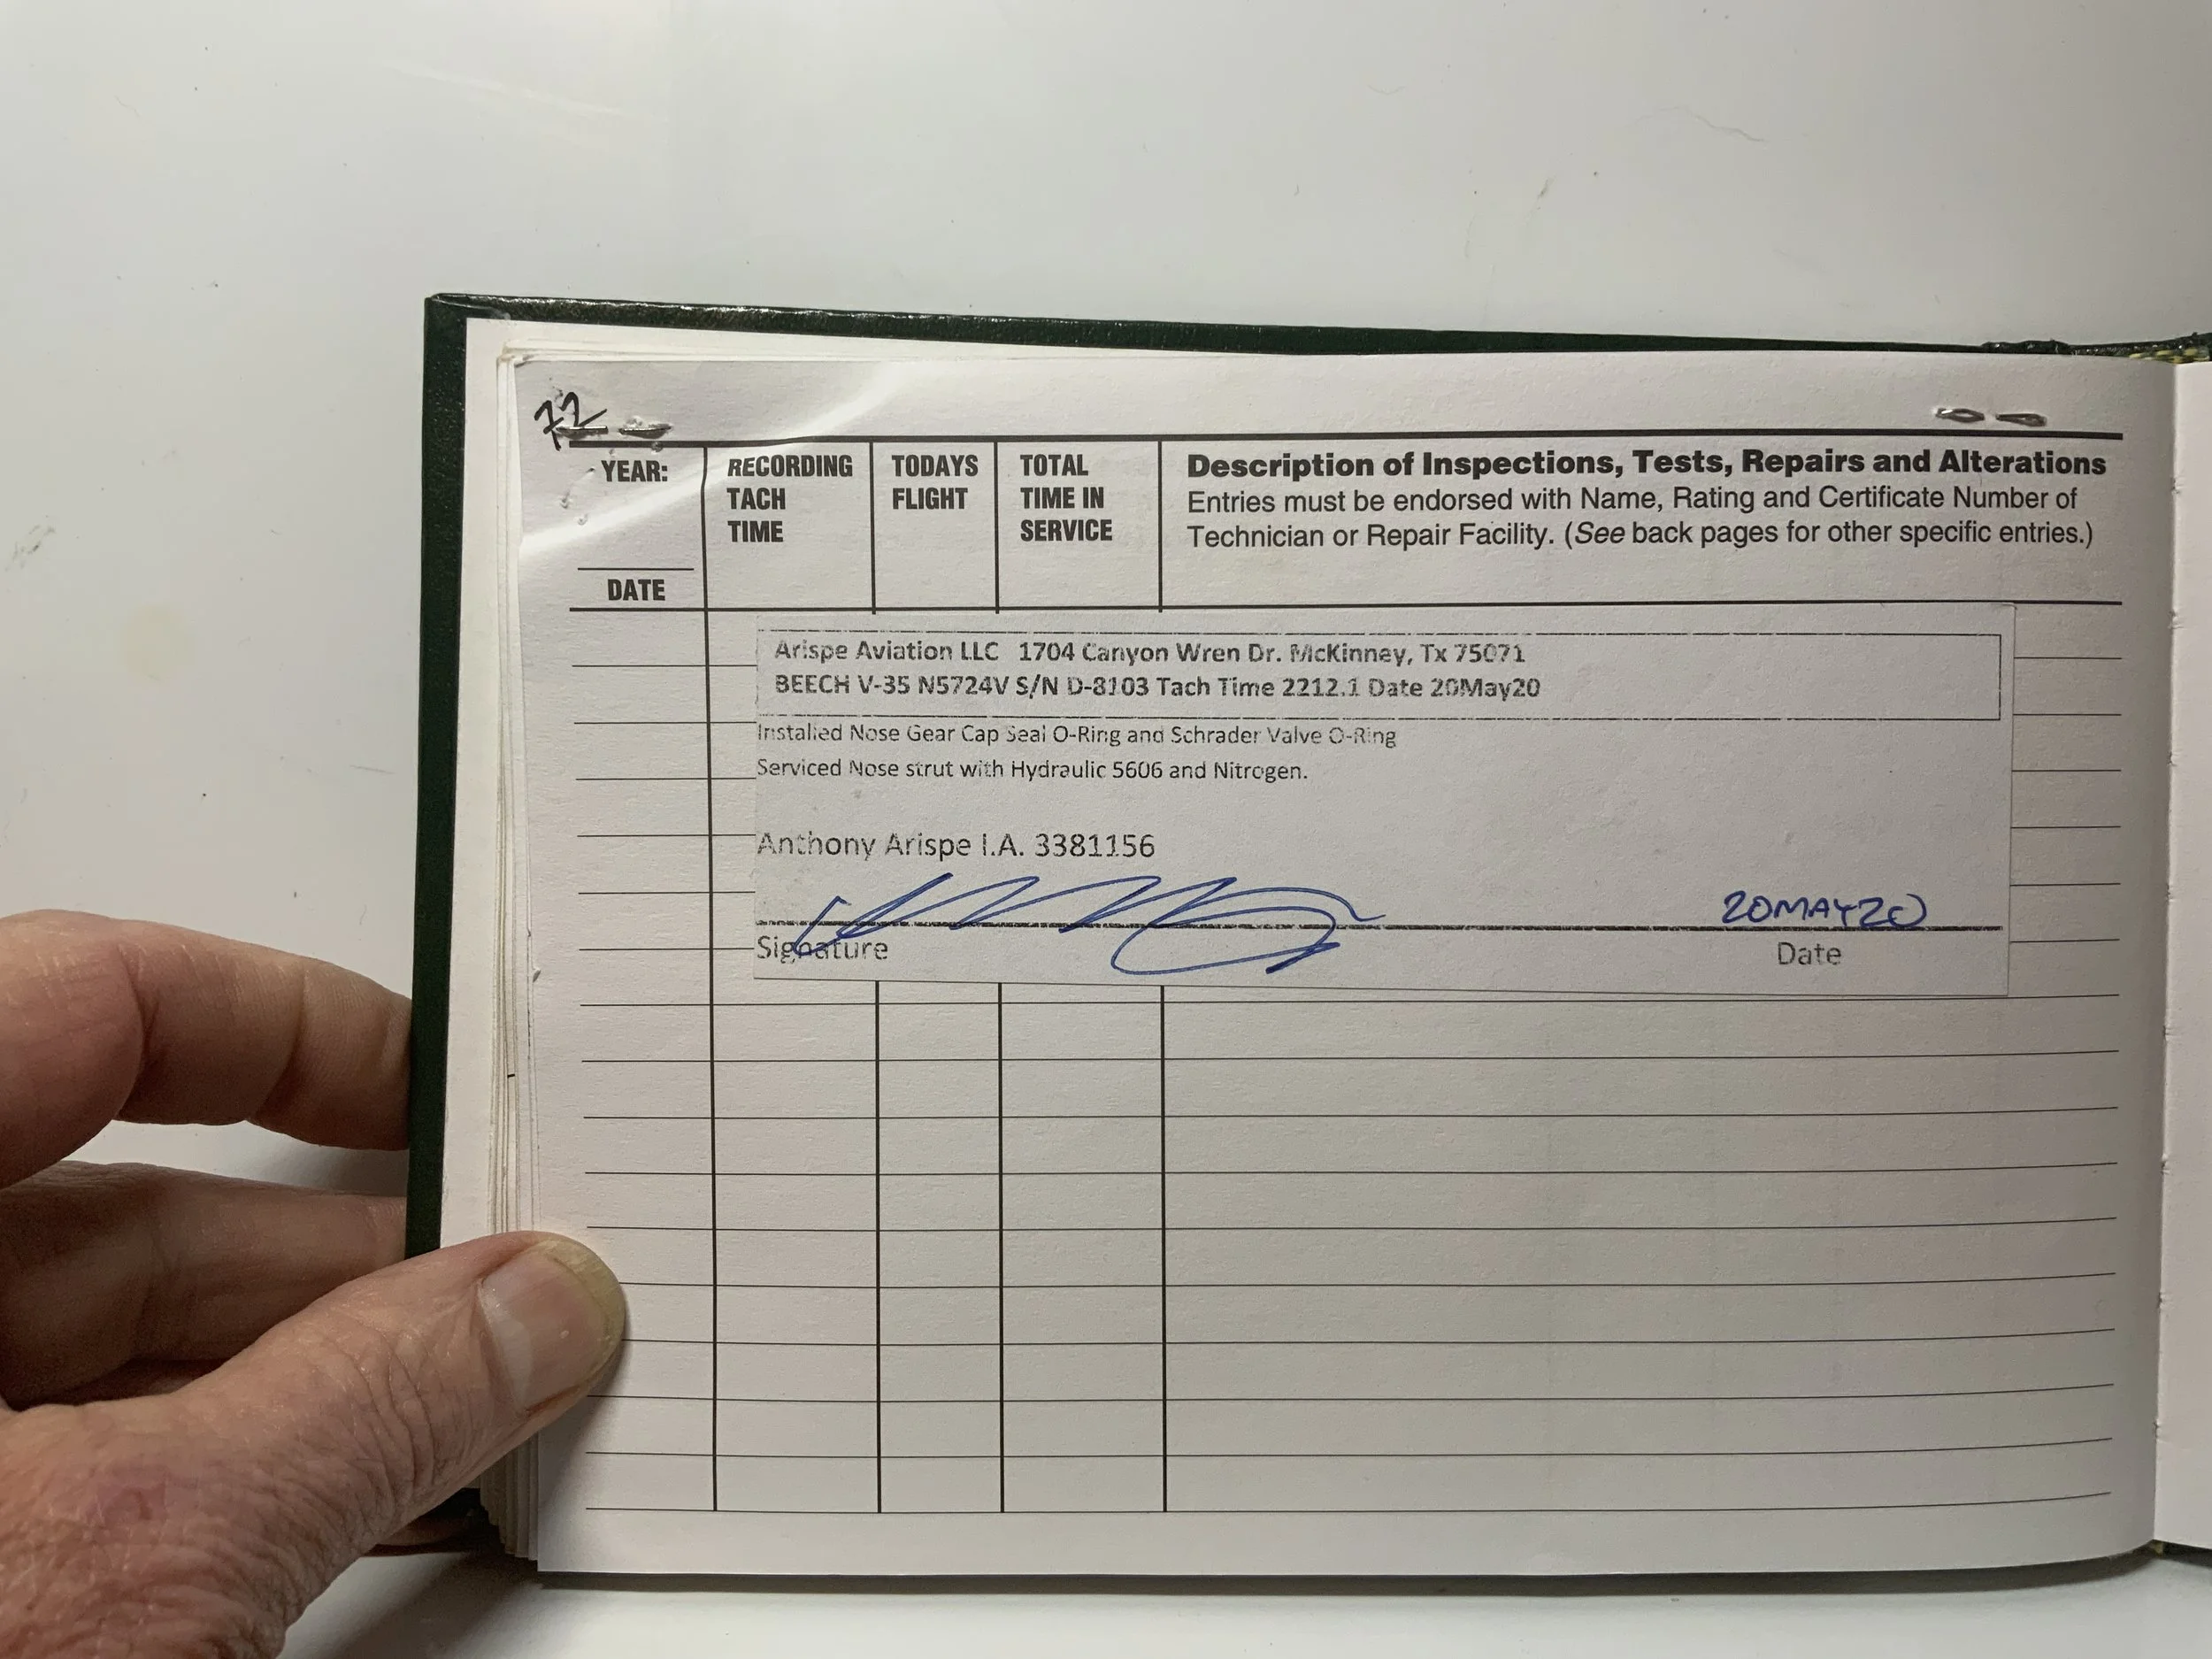 72
YEAR:
DATE
RECORDING
TACH
TIME
TODAYS
FLIGHT
TOTAL
TIME IN
SERVICE
Description of Inspections, Tests, Repairs and Alterations
Entries must be endorsed with Name, Rating and Certificate Number of
Technician or Repair Facility. (See back pages for other specific entries.)
Arispe Aviation LLC 1704 Canyon Wren Dr. McKinney, Tx 75071
BEECH V-35 N5724V S/N D-8103 Tach Time 2212.1 Date 20May20
Installed Nose Gear Cap Seal O-Ring and Schrader Valve O-Ring
Serviced Nose strut with Hydraulic 5606 and Nitrogen.
Anthony Arispe I.A. 3381156
20MAY20
Signature Date